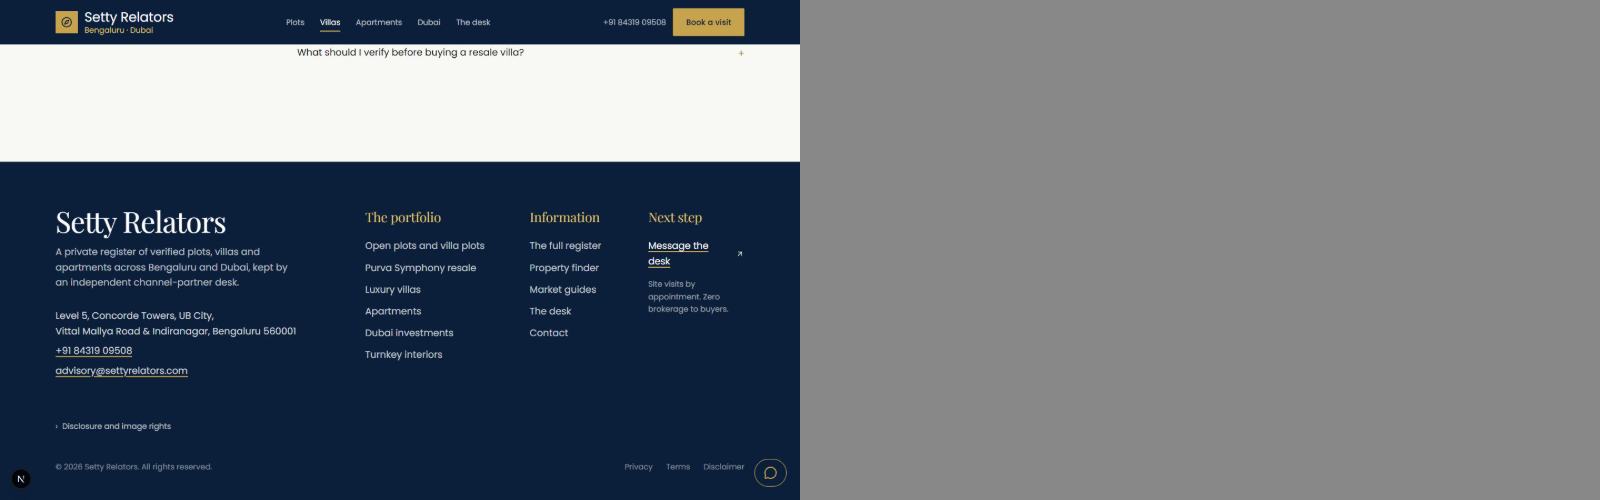 Setty Relators
Bengaluru · Dubai
Plots
Villas
Apartments
Dubai
The desk
+91 84319 09508
Book a visit
What should I verify before buying a resale villa?
+
Setty Relators
A private register of verified plots, villas and
apartments across Bengaluru and Dubai, kept by
an independent channel-partner desk.
Level 5, Concorde Towers, UB City,
Vittal Mallya Road & Indiranagar, Bengaluru 560001
+91 84319 09508
advisory@settyrelators.com
The portfolio
Open plots and villa plots
Purva Symphony resale
Luxury villas
Apartments
Dubai investments
Turnkey interiors
Information
The full register
Property finder
Market guides
The desk
Contact
Next step
Message the
desk
Site visits by
appointment. Zero
brokerage to buyers.
› Disclosure and image rights
© 2026 Setty Relators. All rights reserved.
Privacy
Terms
Disclaimer
N